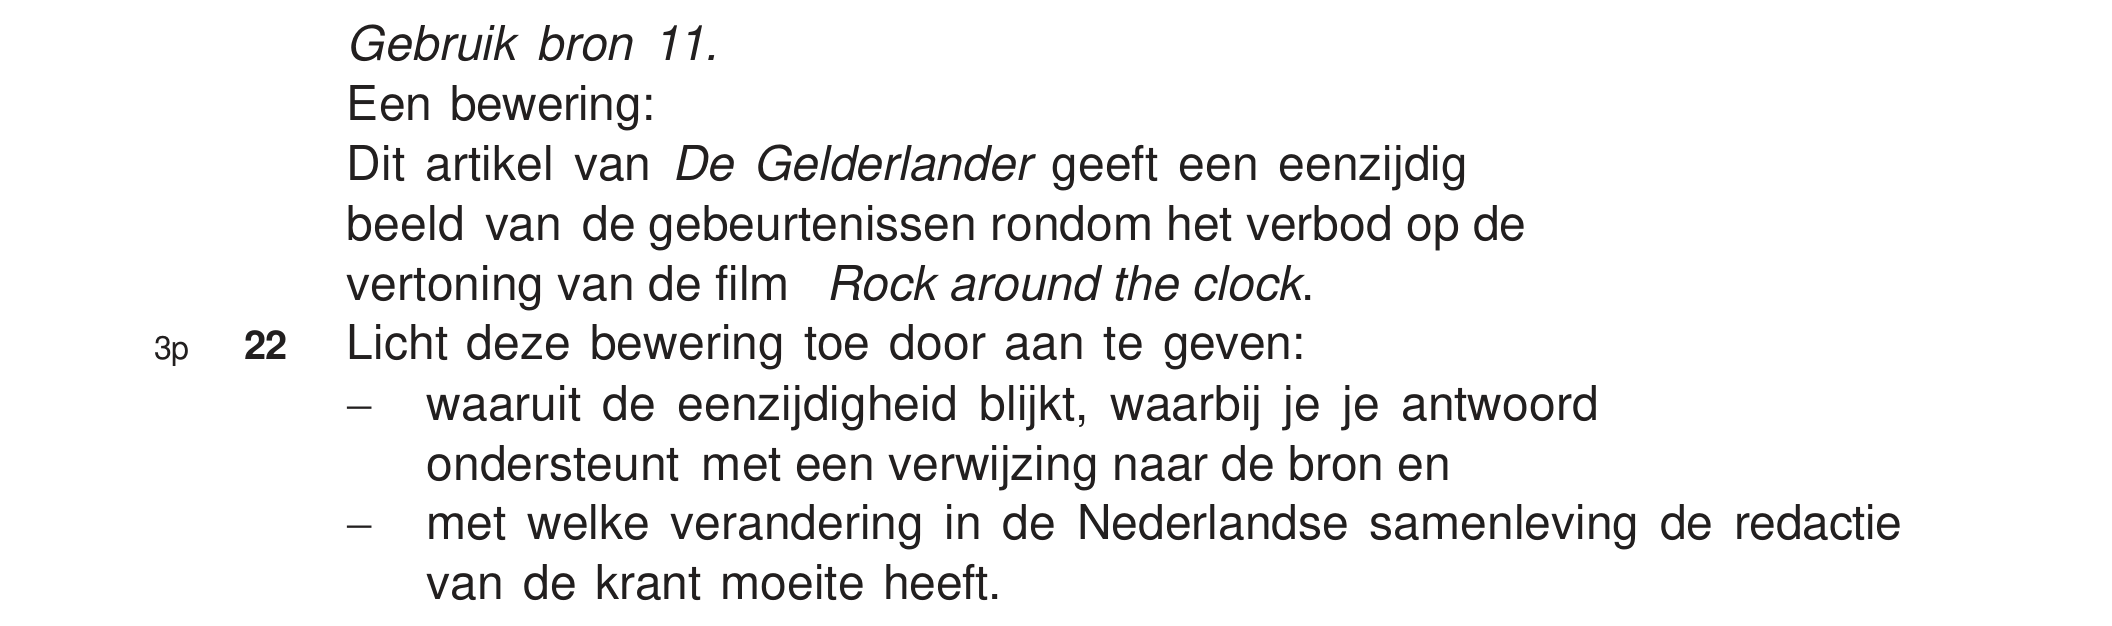 Gebruik bron 11.
Een bewering:
Dit artikel van De Gelderlander geeft een eenzijdig
beeld van de gebeurtenissen rondom het verbod op de
vertoning van de film Rock around the clock.
3p 22 Licht deze bewering toe door aan te geven:
– waaruit de eenzijdigheid blijkt, waarbij je je antwoord
ondersteunt met een verwijzing naar de bron en
– met welke verandering in de Nederlandse samenleving de redactie
van de krant moeite heeft.